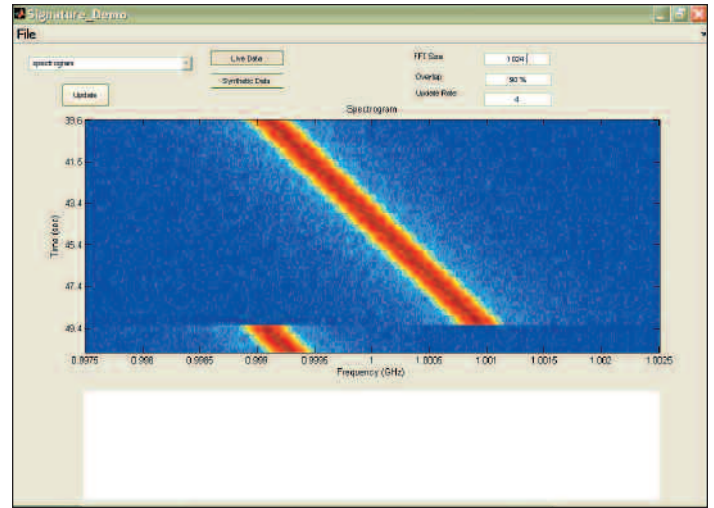 Signature_Demo
File
spectrogram
Live Data
FFT Size
1024
Synthetic Data
Overlap
90 %
Update
Update Rate
4
Spectrogram
39.6
41.5
43.4
45.4
47.4
49.4
Time (sec)
0.9975
0.998
0.9985
0.999
0.9995
1
1.0005
1.001
1.0015
1.002
1.0025
Frequency (GHz)